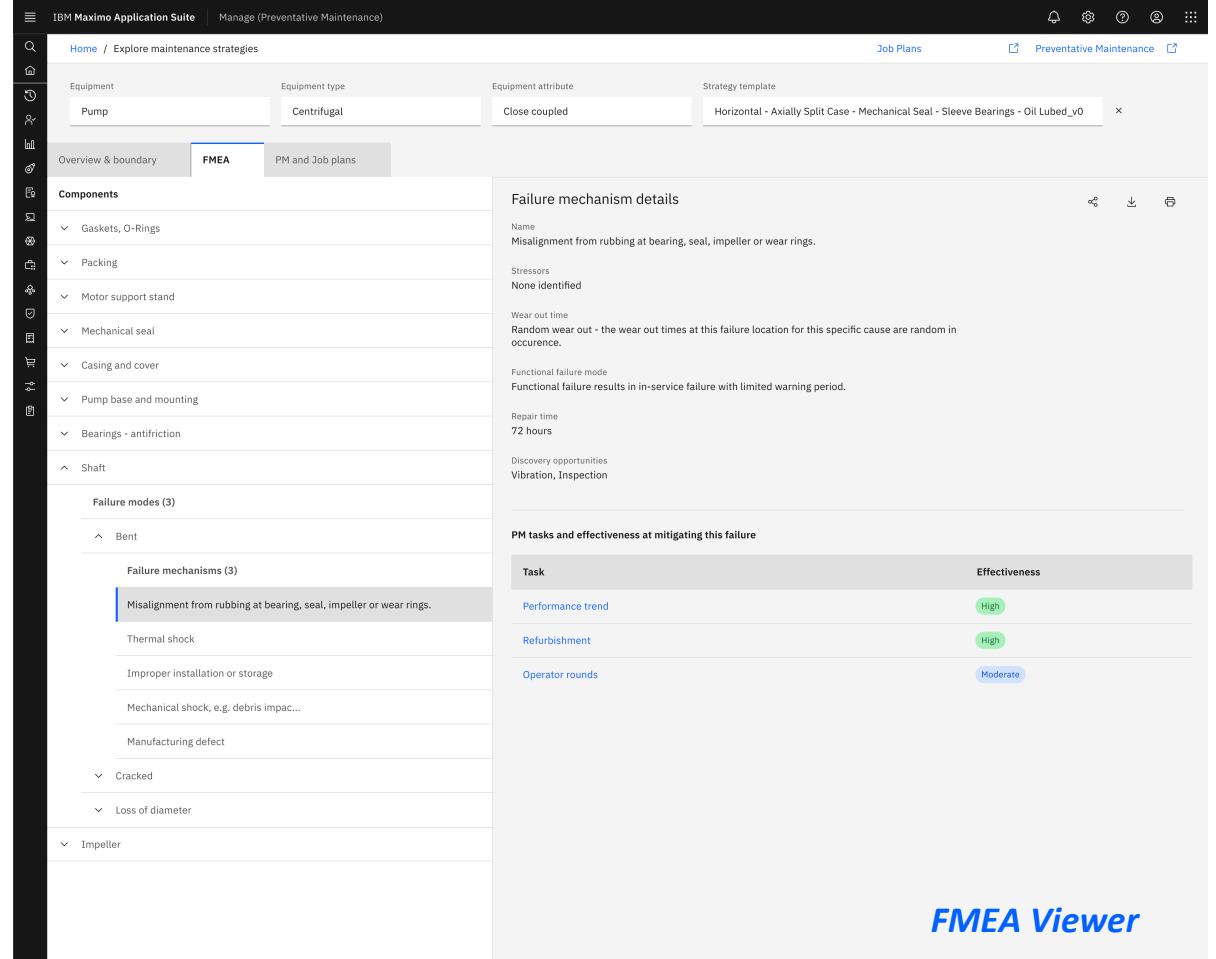 IBM Maximo Application Suite
Manage (Preventative Maintenance)
Home / Explore maintenance strategies
Job Plans
Preventative Maintenance
Equipment
Pump
Equipment type
Centrifugal
Equipment attribute
Close coupled
Strategy template
Horizontal - Axially Split Case - Mechanical Seal - Sleeve Bearings - Oil Lubed_v0
Overview & boundary
FMEA
PM and Job plans
Components
Gaskets, O-Rings
Packing
Motor support stand
Mechanical seal
Casing and cover
Pump base and mounting
Bearings - antifriction
Shaft
Failure modes (3)
Bent
Failure mechanisms (3)
Misalignment from rubbing at bearing, seal, impeller or wear rings.
Thermal shock
Improper installation or storage
Mechanical shock, e.g. debris impac...
Manufacturing defect
Cracked
Loss of diameter
Impeller
Failure mechanism details
Name
Misalignment from rubbing at bearing, seal, impeller or wear rings.
Stressors
None identified
Wear out time
Random wear out - the wear out times at this failure location for this specific cause are random in
occurence.
Functional failure mode
Functional failure results in in-service failure with limited warning period.
Repair time
72 hours
Discovery opportunities
Vibration, Inspection
PM tasks and effectiveness at mitigating this failure
Task
Effectiveness
Performance trend
High
Refurbishment
High
Operator rounds
Moderate
FMEA Viewer